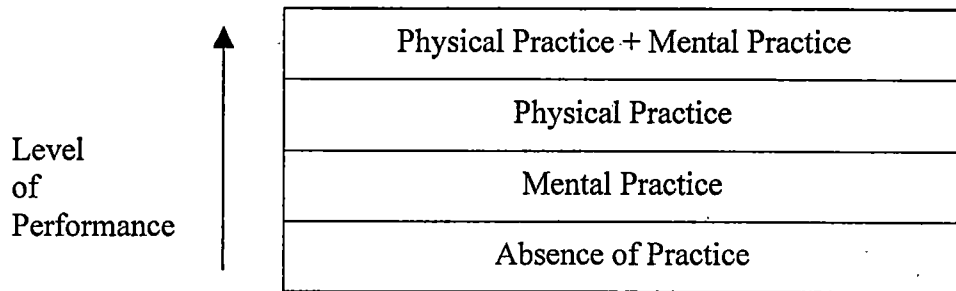 Physical Practice + Mental Practice
Physical Practice
Mental Practice
Absence of Practice
Level
of
Performance